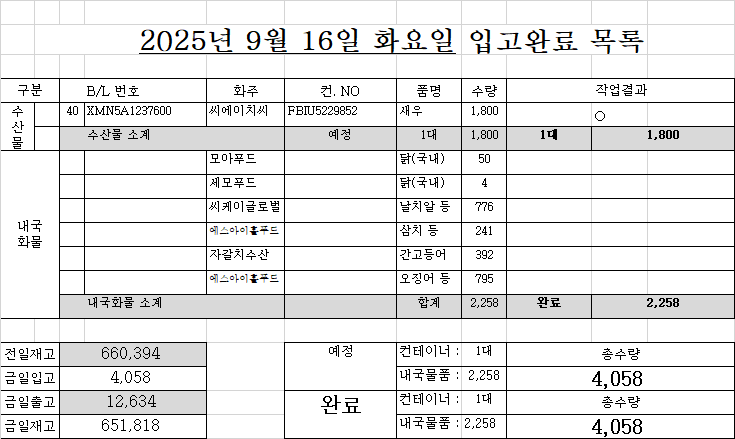 2025년 9월 16일 화요일 입고완료 목록
구분 B/L 번호 화주 컨. NO 품명 수량 작업결과
수산물 40 XMN5A1237600 씨에이치씨 FBIU5229852 새우 1,800 ○
수산물 소계 예정 1대 1,800 1대 1,800
내국화물 모아푸드 닭(국내) 50
세모푸드 닭(국내) 4
씨케이글로벌 날치알 등 776
에스아이홀푸드 삼치 등 241
자갈치수산 간고등어 392
에스아이홀푸드 오징어 등 795
내국화물 소계 합계 2,258 완료 2,258
전일재고 660,394 예정 컨테이너 : 1대 총수량
금일입고 4,058 내국물품 : 2,258 4,058
금일출고 12,634 완료 컨테이너 : 1대 총수량
금일재고 651,818 내국물품 : 2,258 4,058